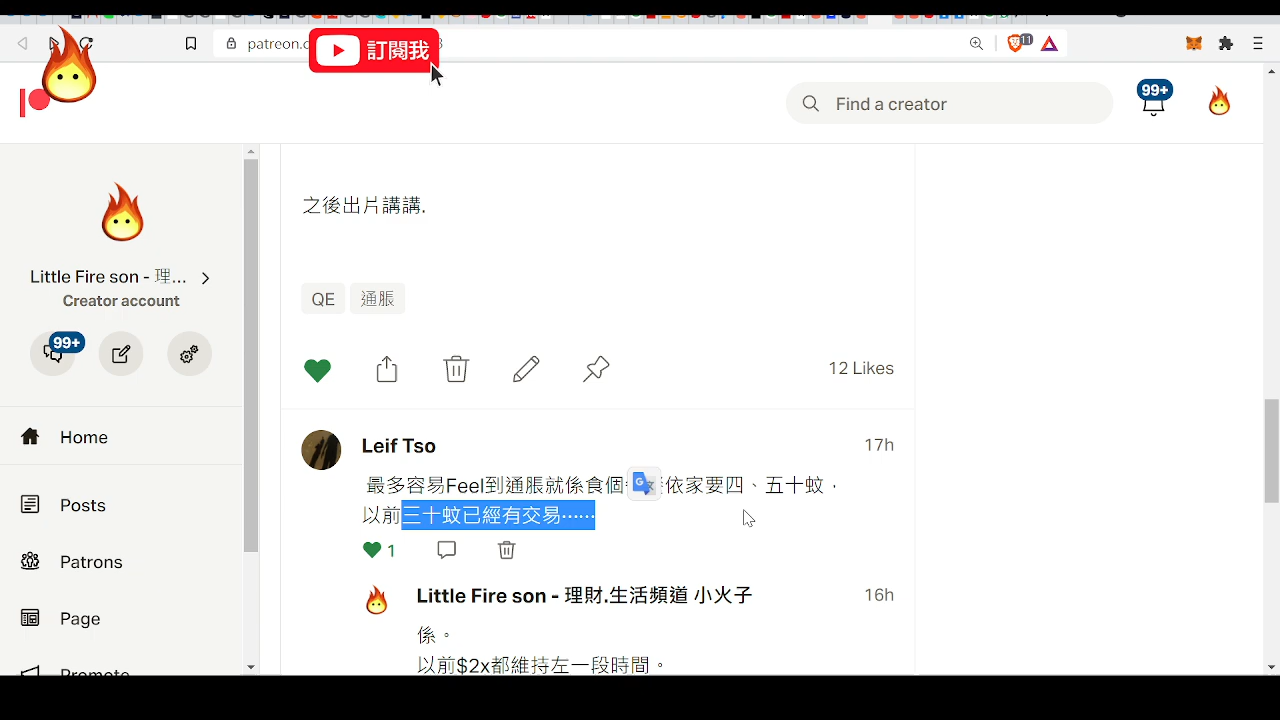 patreon.c
訂閱我
11
Find a creator
99+
之後出片講講.
Little Fire son - 理...
Creator account
QE
通脹
99+
12 Likes
Home
Leif Tso
17h
最多容易Feel到通脹就係食個 依家要四、五十蚊，
以前三十蚊已經有交易……
Posts
1
Patrons
Little Fire son - 理財.生活頻道 小火子
16h
Page
係。
以前$2x都維持左一段時間。
Promote